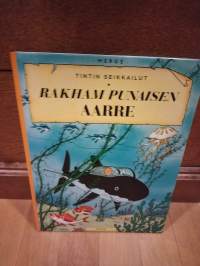 HERGÉ
TINTIN SEIKKAILUT
RAKHAM PUNAISEN
AARRE